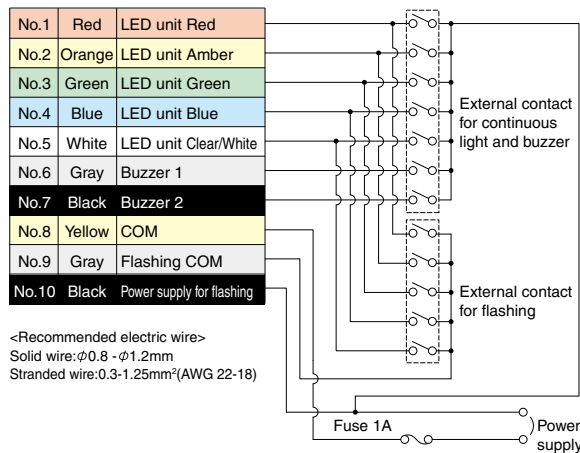 No.1 Red LED unit Red
No.2 Orange LED unit Amber
No.3 Green LED unit Green
No.4 Blue LED unit Blue
No.5 White LED unit Clear/White
No.6 Gray Buzzer 1
No.7 Black Buzzer 2
No.8 Yellow COM
No.9 Gray Flashing COM
No.10 Black Power supply for flashing
External contact
for continuous
light and buzzer
External contact
for flashing
<Recommended electric wire>
Solid wire:φ0.8 -φ1.2mm
Stranded wire:0.3-1.25mm²(AWG 22-18)
Fuse 1A
Power
supply